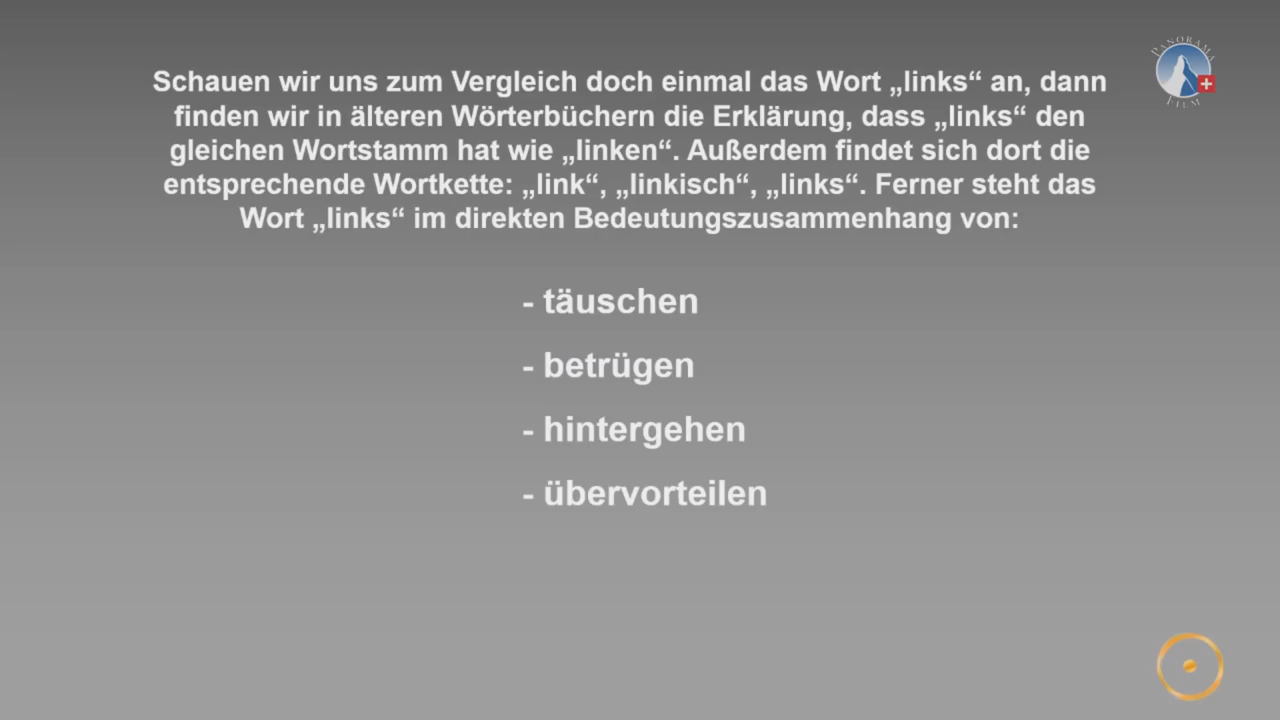 Schauen wir uns zum Vergleich doch einmal das Wort „links“ an, dann
finden wir in älteren Wörterbüchern die Erklärung, dass „links“ den
gleichen Wortstamm hat wie „linken“. Außerdem findet sich dort die
entsprechende Wortkette: „link“, „linkisch“, „links“. Ferner steht das
Wort „links“ im direkten Bedeutungszusammenhang von:
- täuschen
- betrügen
- hintergehen
- übervorteilen
PANORAMA
FILM